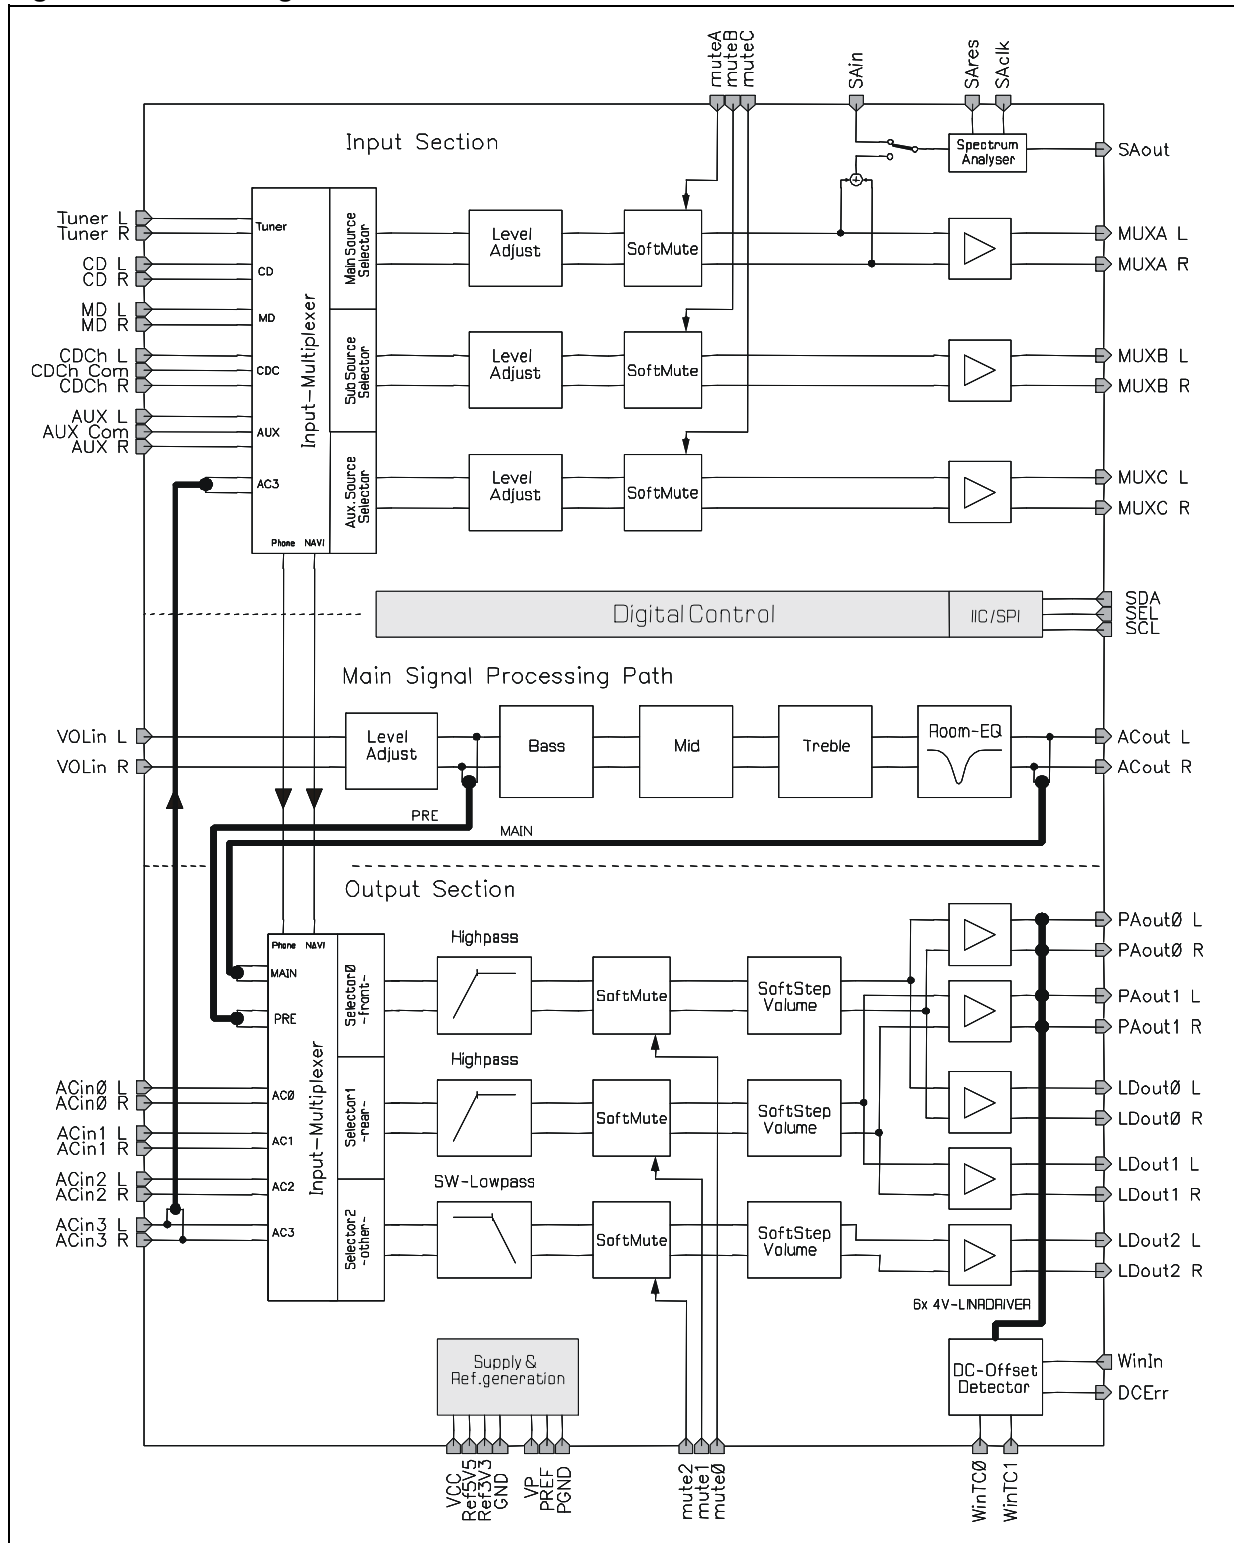 muteA
muteB
muteC
SAin
SAres
SAclk
Input Section
Spectrum
Analyser
SAout
Tuner L
Tuner R
CD L
CD R
MD L
MD R
CDCh L
CDCh Com
CDCh R
AUX L
AUX Com
AUX R
Tuner
CD
MD
CDC
AUX
AC3
Phone
NAVI
Input-Multiplexer
Main Source
Selector
Sub Source
Selector
Aux. Source
Selector
Level
Adjust
SoftMute
MUXA L
MUXA R
Level
Adjust
SoftMute
MUXB L
MUXB R
Level
Adjust
SoftMute
MUXC L
MUXC R
Digital Control
IIC/SPI
SDA
SEL
SCL
Main Signal Processing Path
VOLin L
VOLin R
Level
Adjust
Bass
Mid
Treble
Room-EQ
ACout L
ACout R
PRE
MAIN
Output Section
Phone
NAVI
MAIN
PRE
AC0
AC1
AC2
AC3
Input-Multiplexer
Selector0
-front-
Selector1
-rear-
Selector2
-other-
ACin0 L
ACin0 R
ACin1 L
ACin1 R
ACin2 L
ACin2 R
ACin3 L
ACin3 R
Highpass
SoftMute
SoftStep
Volume
Highpass
SoftMute
SoftStep
Volume
SW-Lowpass
SoftMute
SoftStep
Volume
PAout0 L
PAout0 R
PAout1 L
PAout1 R
LDout0 L
LDout0 R
LDout1 L
LDout1 R
LDout2 L
LDout2 R
6x 4V-LINADRIVER
Supply &
Ref.generation
DC-Offset
Detector
WinIn
DCErr
VCC
Ref5V5
Ref3V3
GND
VP
PREF
PGND
mute2
mute1
mute0
WinTC0
WinTC1